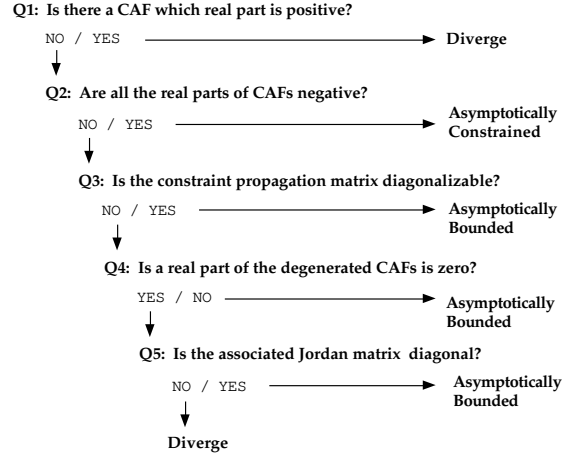 Q1: Is there a CAF which real part is positive?
NO / YES
Diverge
Q2: Are all the real parts of CAFs negative?
NO / YES
Asymptotically
Constrained
Q3: Is the constraint propagation matrix diagonalizable?
NO / YES
Asymptotically
Bounded
Q4: Is a real part of the degenerated CAFs is zero?
YES / NO
Asymptotically
Bounded
Q5: Is the associated Jordan matrix diagonal?
NO / YES
Asymptotically
Bounded
Diverge